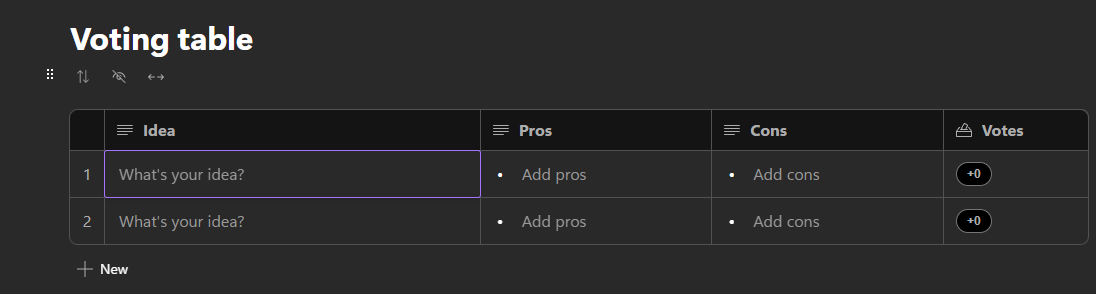 Voting table
Idea Pros Cons Votes
1 What's your idea? • Add pros • Add cons +0
2 What's your idea? • Add pros • Add cons +0
New